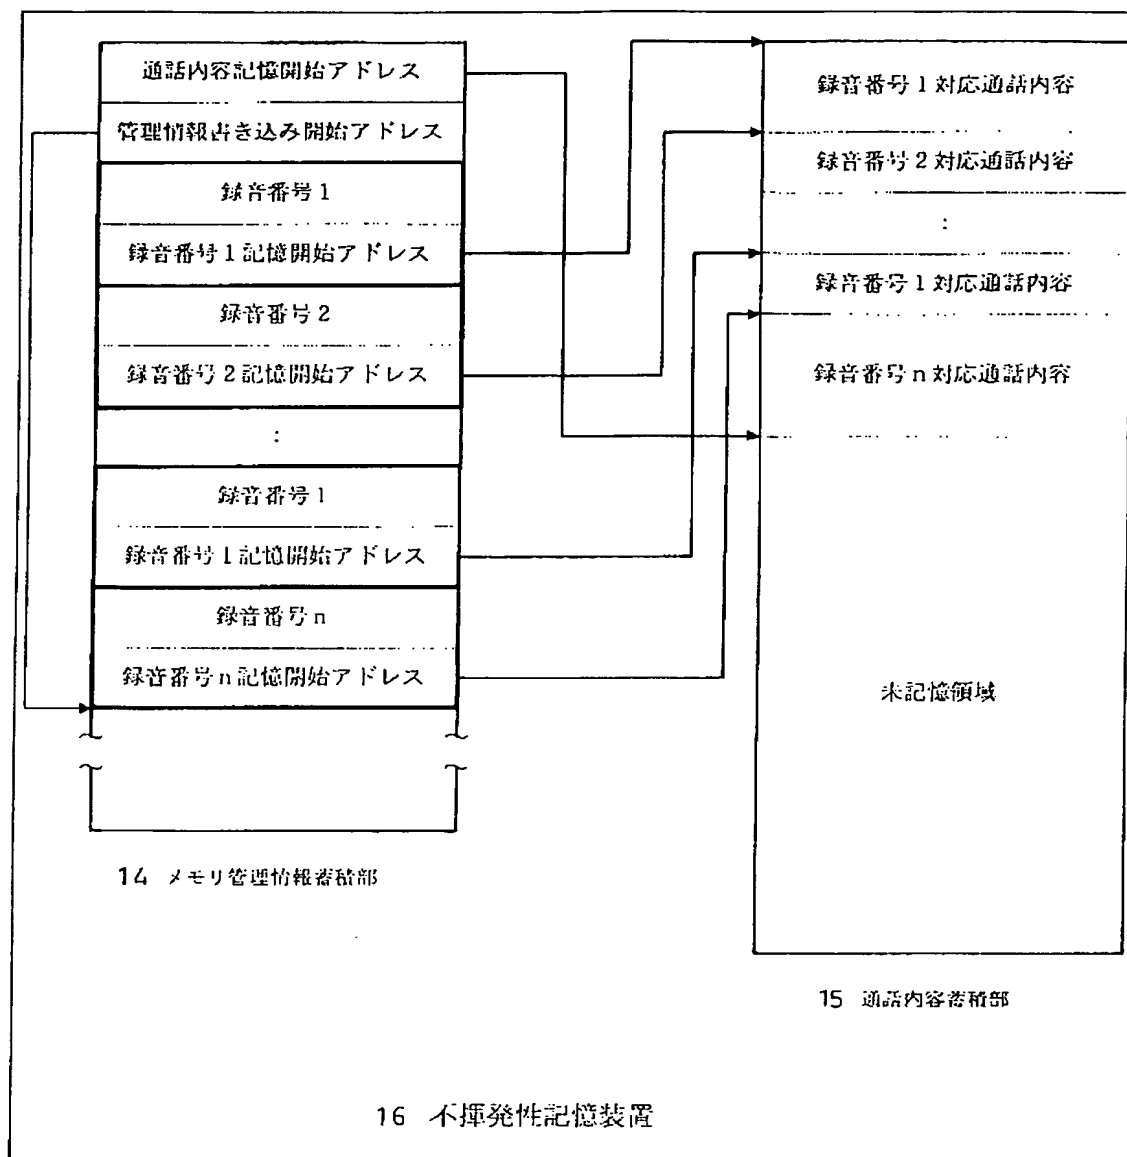 通話内容記憶開始アドレス
管理情報書き込み開始アドレス
録音番号1
録音番号1記憶開始アドレス
録音番号2
録音番号2記憶開始アドレス
:
録音番号1
録音番号1記憶開始アドレス
録音番号n
録音番号n記憶開始アドレス
14 メモリ管理情報蓄積部
録音番号1対応通話内容
録音番号2対応通話内容
:
録音番号1対応通話内容
録音番号n対応通話内容
未記憶領域
15 通話内容蓄積部
16 不揮発性記憶装置